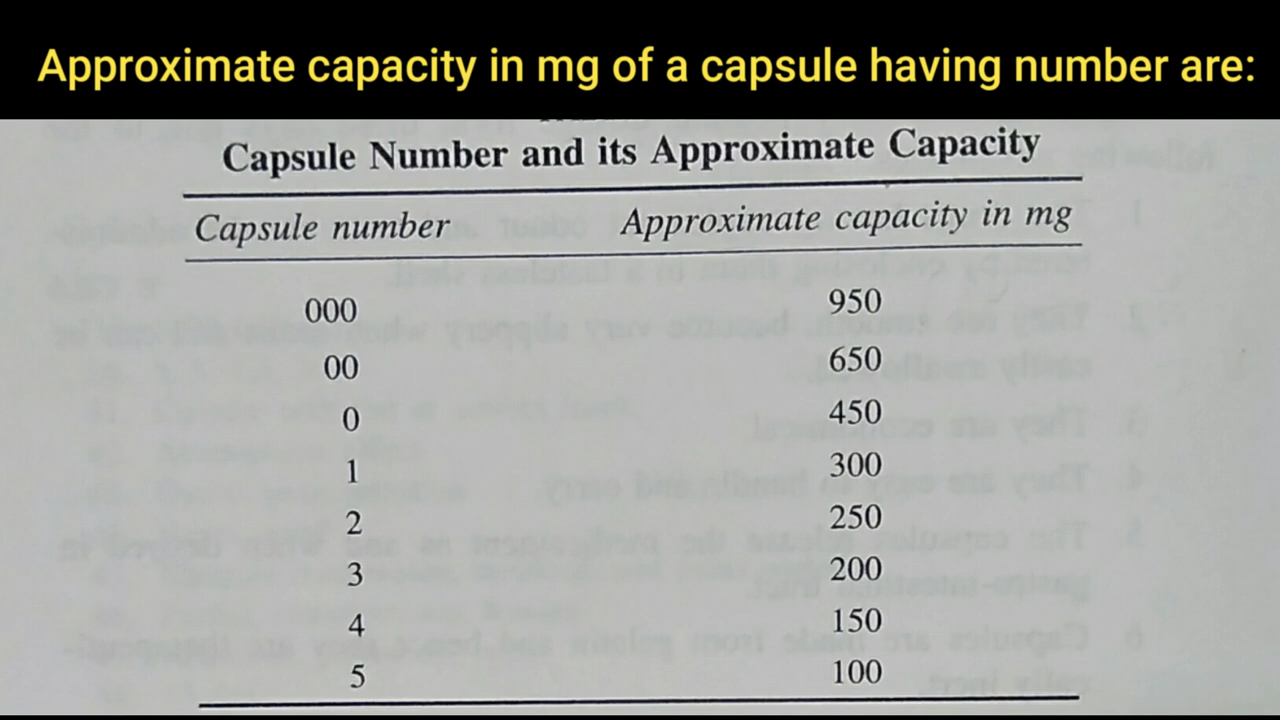 Approximate capacity in mg of a capsule having number are:
Capsule Number and its Approximate Capacity
Capsule number Approximate capacity in mg
000 950
00 650
0 450
1 300
2 250
3 200
4 150
5 100